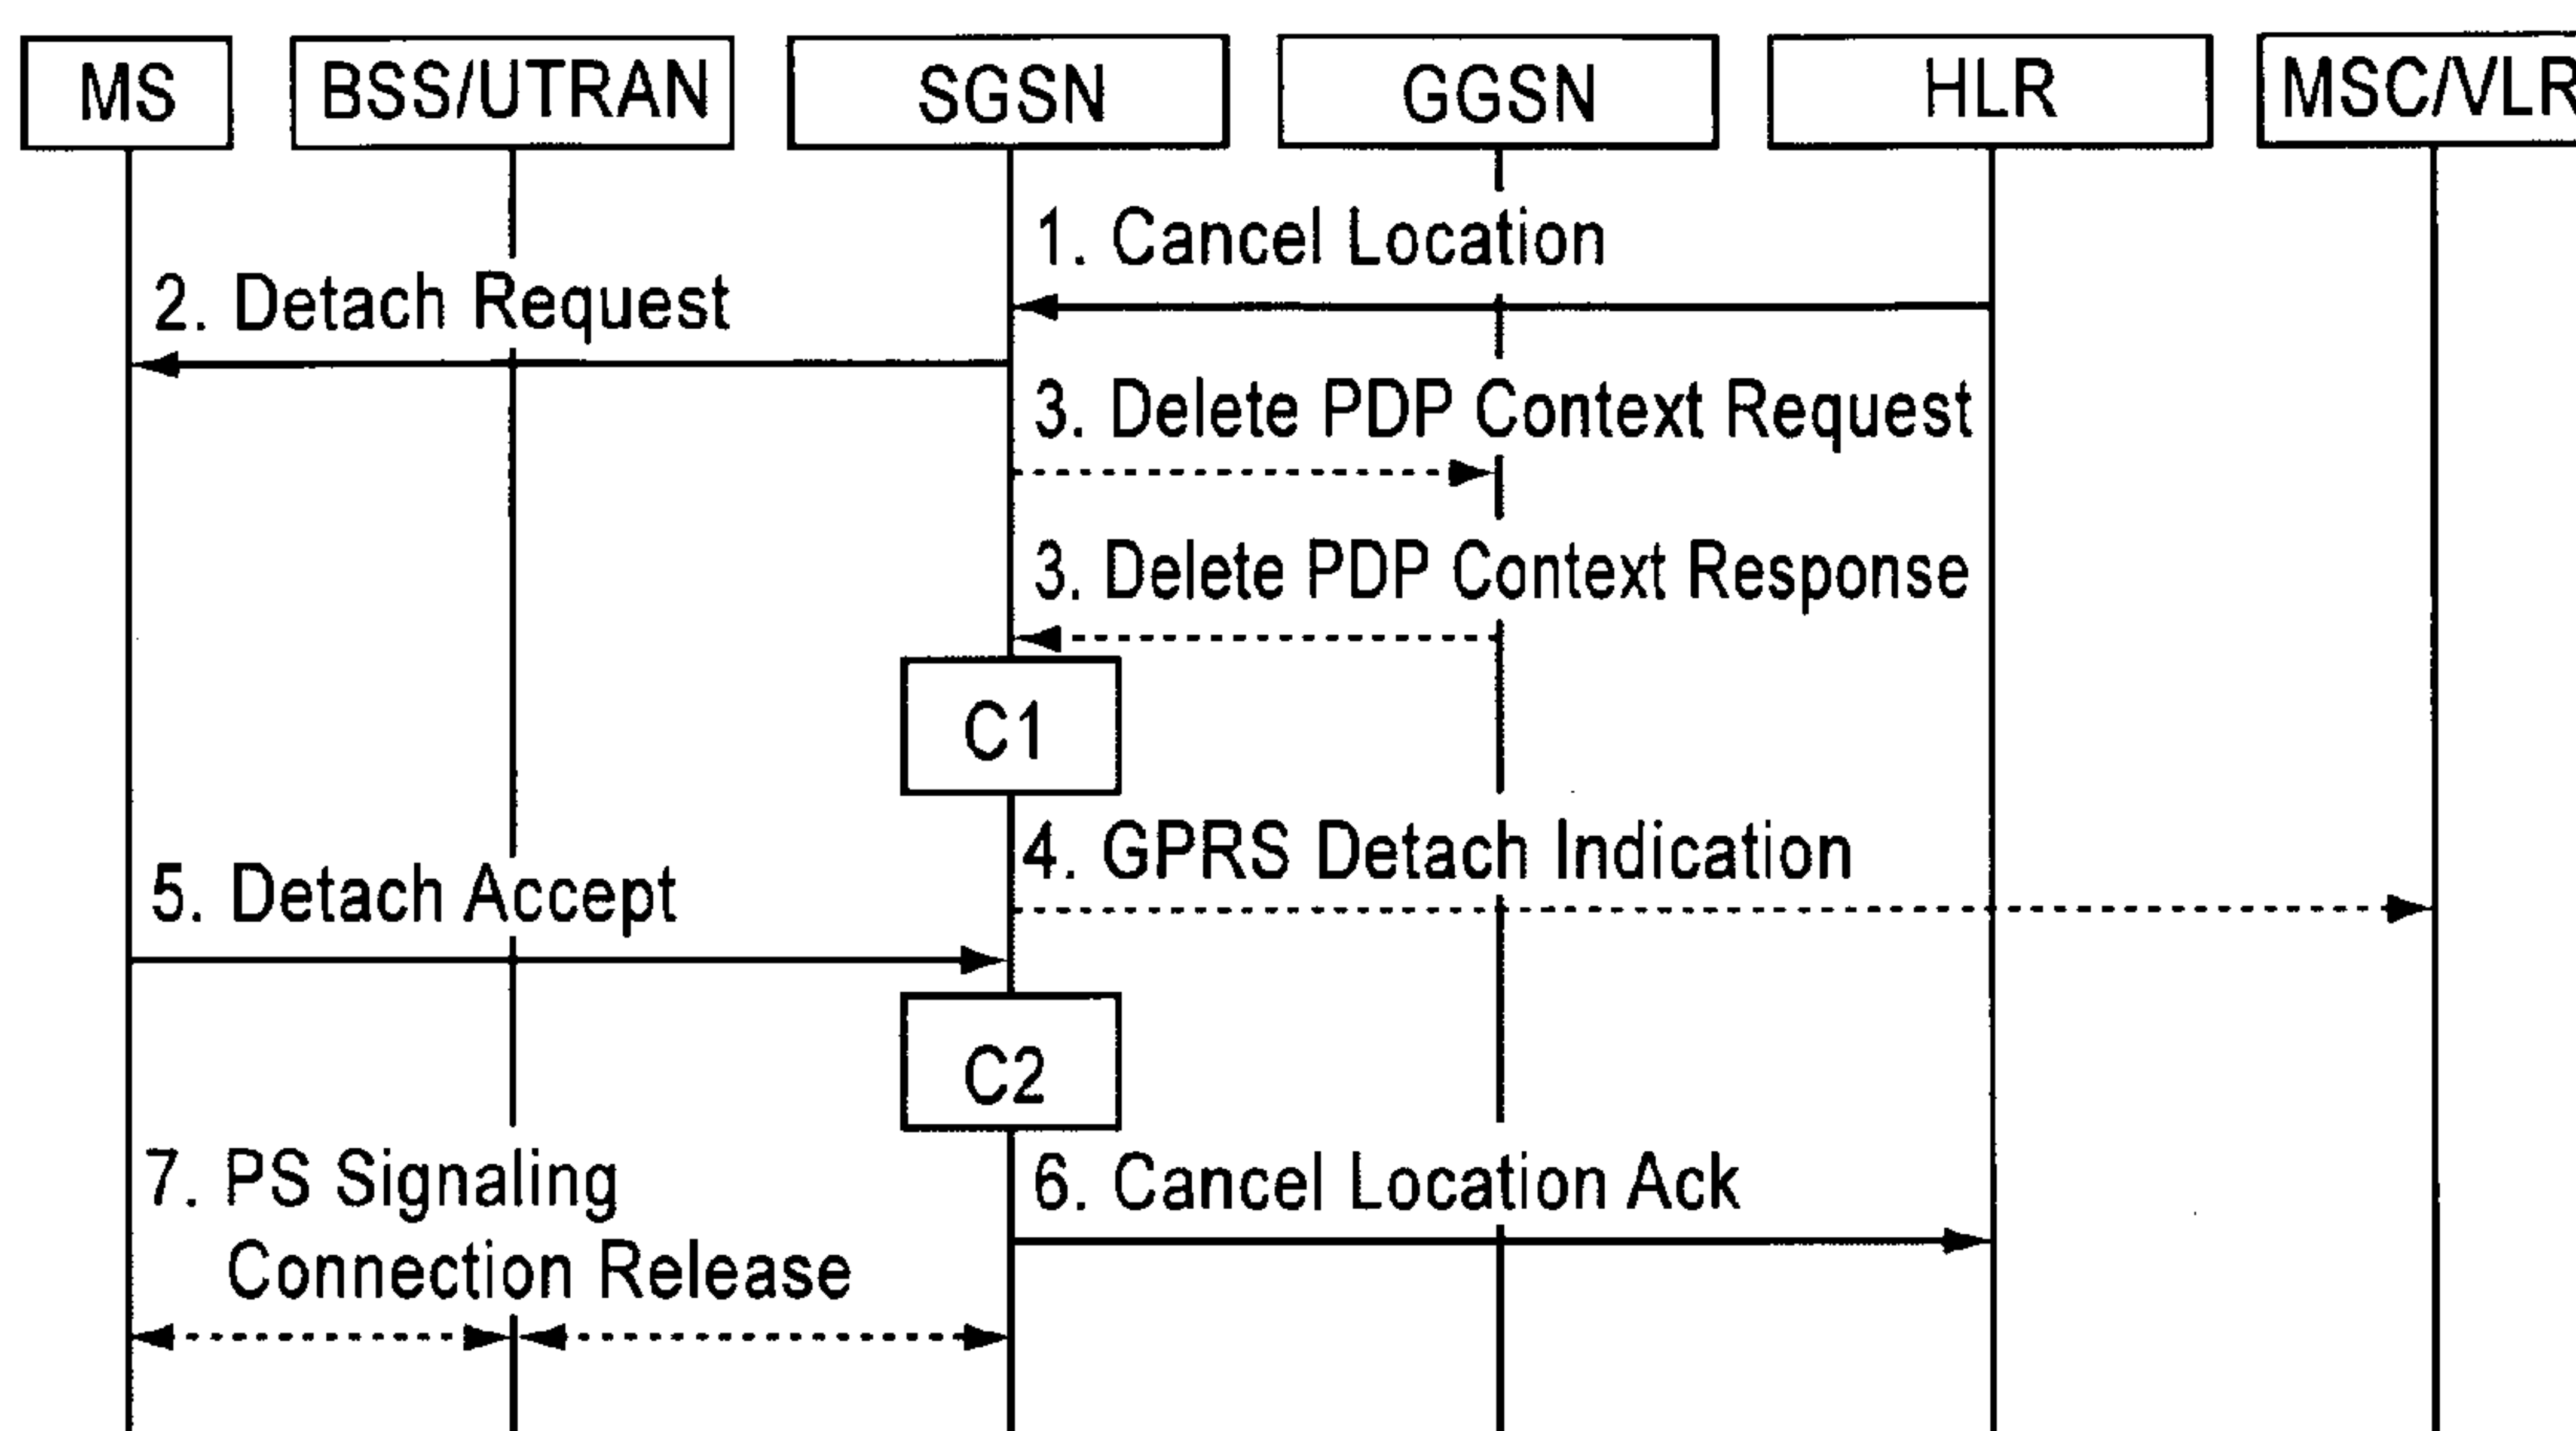 MS
BSS/UTRAN
SGSN
GGSN
HLR
MSC/VLR
1. Cancel Location
2. Detach Request
3. Delete PDP Context Request
3. Delete PDP Context Response
C1
4. GPRS Detach Indication
5. Detach Accept
C2
7. PS Signaling
Connection Release
6. Cancel Location Ack